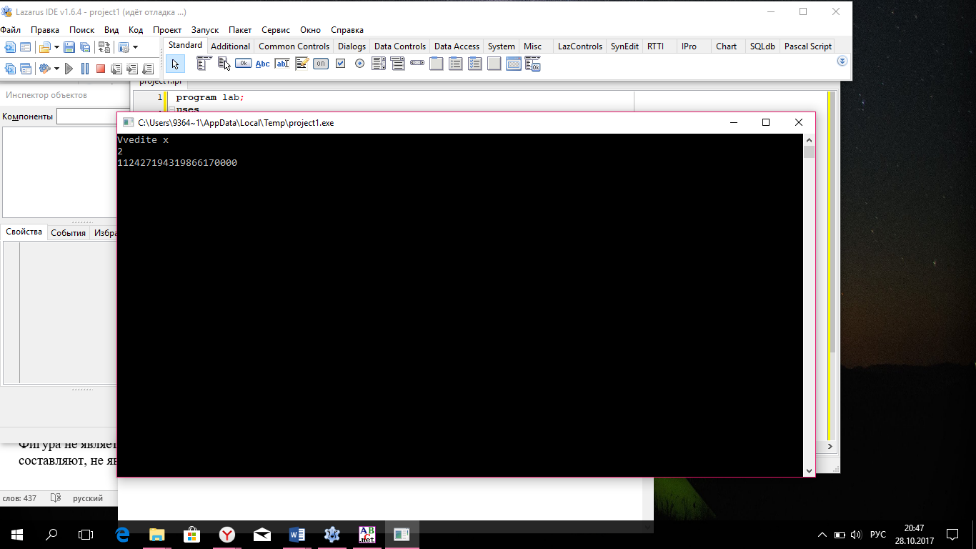 Lazarus IDE v1.6.4 - project1 (идёт отладка ...)
Файл Правка Поиск Вид Код Проект Запуск Пакет Сервис Окно Справка
Standard Additional Common Controls Dialogs Data Controls Data Access System Misc LazControls SynEdit RTTI IPro Chart SQLdb Pascal Script
Инспектор объектов
Компоненты
Свойства События Избра
project1.lpr
1 program lab;
uses
C:\Users\9364~1\AppData\Local\Temp\project1.exe
Vvedite x
2
112427194319866170000
Фигура не являет
составляют, не яв
слов: 437 русский
РУС
20:47
28.10.2017